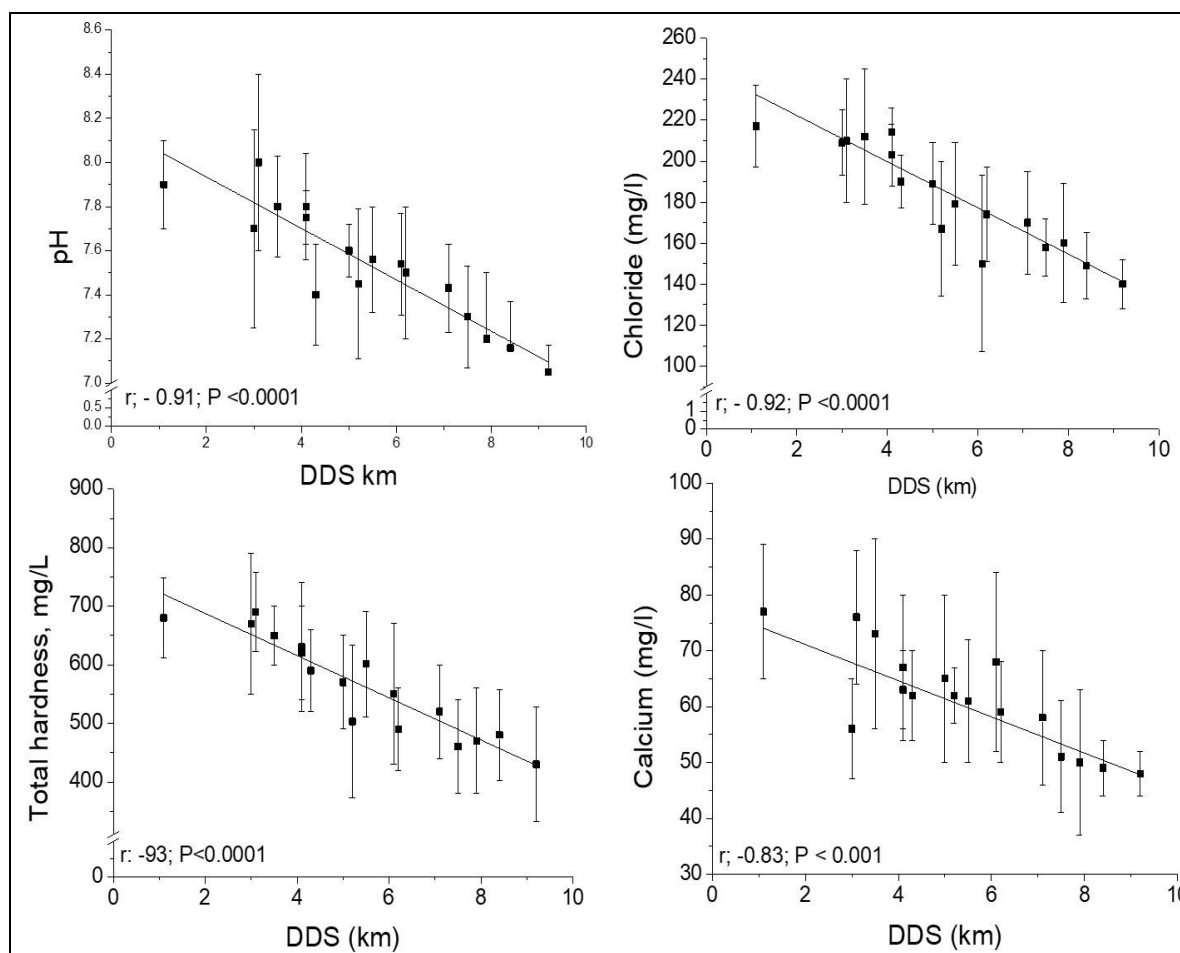 8.6
8.4
8.2
8.0
7.8
7.6
7.4
7.2
7.0
0.5
0.0
pH
r; - 0.91; P <0.0001
0 2 4 6 8 10
DDS km
260
240
220
200
180
160
140
120
100
1
0
Chloride (mg/l)
r; - 0.92; P <0.0001
0 2 4 6 8 10
DDS (km)
900
800
700
600
500
400
0
Total hardness, mg/L
r: -93; P<0.0001
0 2 4 6 8 10
DDS (km)
100
90
80
70
60
50
40
30
Calcium (mg/l)
r; -0.83; P < 0.001
0 2 4 6 8 10
DDS (km)